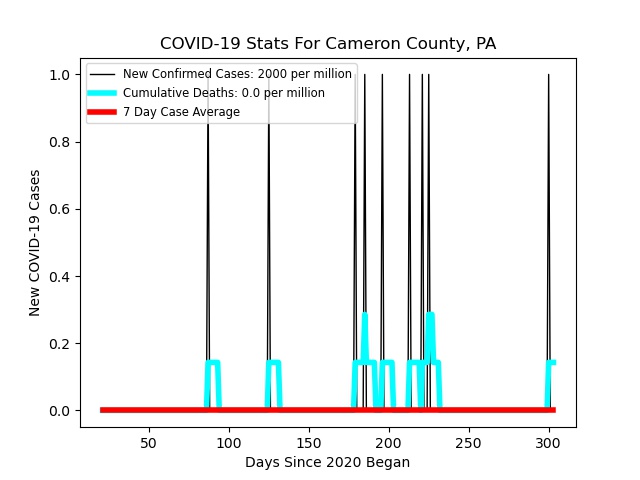 COVID-19 Stats For Cameron County, PA
New Confirmed Cases: 2000 per million
Cumulative Deaths: 0.0 per million
7 Day Case Average
1.0
0.8
0.6
0.4
0.2
0.0
New COVID-19 Cases
50 100 150 200 250 300
Days Since 2020 Began